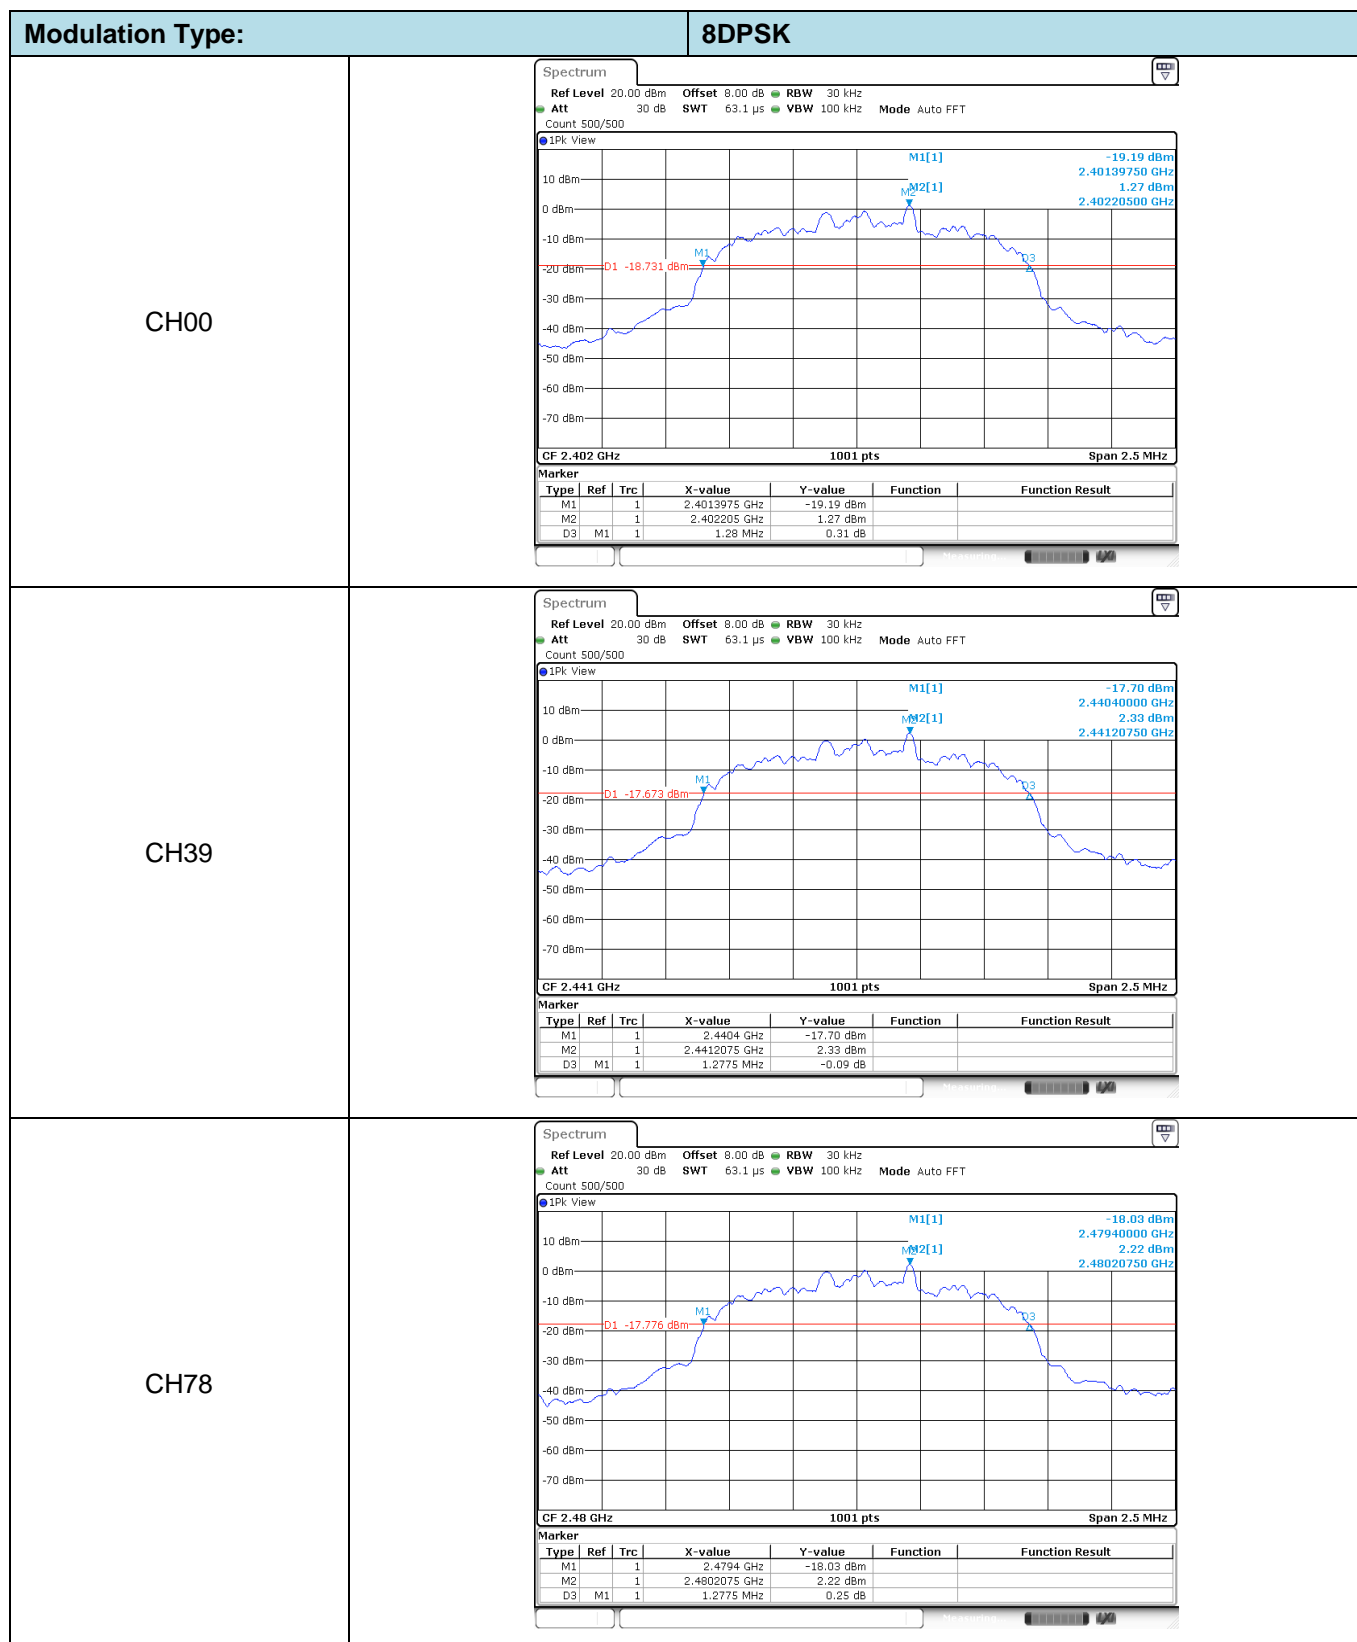 Modulation Type: 8DPSK
CH00
Spectrum
Ref Level 20.00 dBm Offset 8.00 dB RBW 30 kHz
Att 30 dB SWT 63.1 µs VBW 100 kHz Mode Auto FFT
Count 500/500
1Pk View
M1[1] -19.19 dBm
2.40139750 GHz
10 dBm
M2[1] 1.27 dBm
M2
2.40220500 GHz
0 dBm
-10 dBm
M1
D3
D1 -18.731 dBm
-20 dBm
-30 dBm
-40 dBm
-50 dBm
-60 dBm
-70 dBm
CF 2.402 GHz 1001 pts Span 2.5 MHz
Marker
Type Ref Trc X-value Y-value Function Function Result
M1 1 2.4013975 GHz -19.19 dBm
M2 1 2.402205 GHz 1.27 dBm
D3 M1 1 1.28 MHz 0.31 dB
Measuring
CH39
Spectrum
Ref Level 20.00 dBm Offset 8.00 dB RBW 30 kHz
Att 30 dB SWT 63.1 µs VBW 100 kHz Mode Auto FFT
Count 500/500
1Pk View
M1[1] -17.70 dBm
2.44040000 GHz
10 dBm
M2[1] 2.33 dBm
M2
2.44120750 GHz
0 dBm
-10 dBm
M1
D3
D1 -17.673 dBm
-20 dBm
-30 dBm
-40 dBm
-50 dBm
-60 dBm
-70 dBm
CF 2.441 GHz 1001 pts Span 2.5 MHz
Marker
Type Ref Trc X-value Y-value Function Function Result
M1 1 2.4404 GHz -17.70 dBm
M2 1 2.4412075 GHz 2.33 dBm
D3 M1 1 1.2775 MHz -0.09 dB
Measuring
CH78
Spectrum
Ref Level 20.00 dBm Offset 8.00 dB RBW 30 kHz
Att 30 dB SWT 63.1 µs VBW 100 kHz Mode Auto FFT
Count 500/500
1Pk View
M1[1] -18.03 dBm
2.47940000 GHz
10 dBm
M2[1] 2.22 dBm
M2
2.48020750 GHz
0 dBm
-10 dBm
M1
D3
D1 -17.776 dBm
-20 dBm
-30 dBm
-40 dBm
-50 dBm
-60 dBm
-70 dBm
CF 2.48 GHz 1001 pts Span 2.5 MHz
Marker
Type Ref Trc X-value Y-value Function Function Result
M1 1 2.4794 GHz -18.03 dBm
M2 1 2.4802075 GHz 2.22 dBm
D3 M1 1 1.2775 MHz 0.25 dB
Measuring